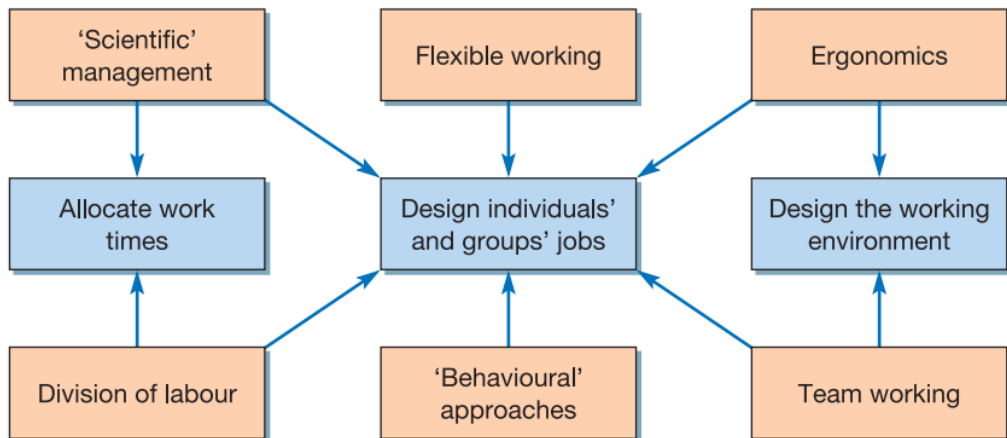 ‘Scientific’
management
Flexible working
Ergonomics
Allocate work
times
Design individuals’
and groups’ jobs
Design the working
environment
Division of labour
‘Behavioural’
approaches
Team working